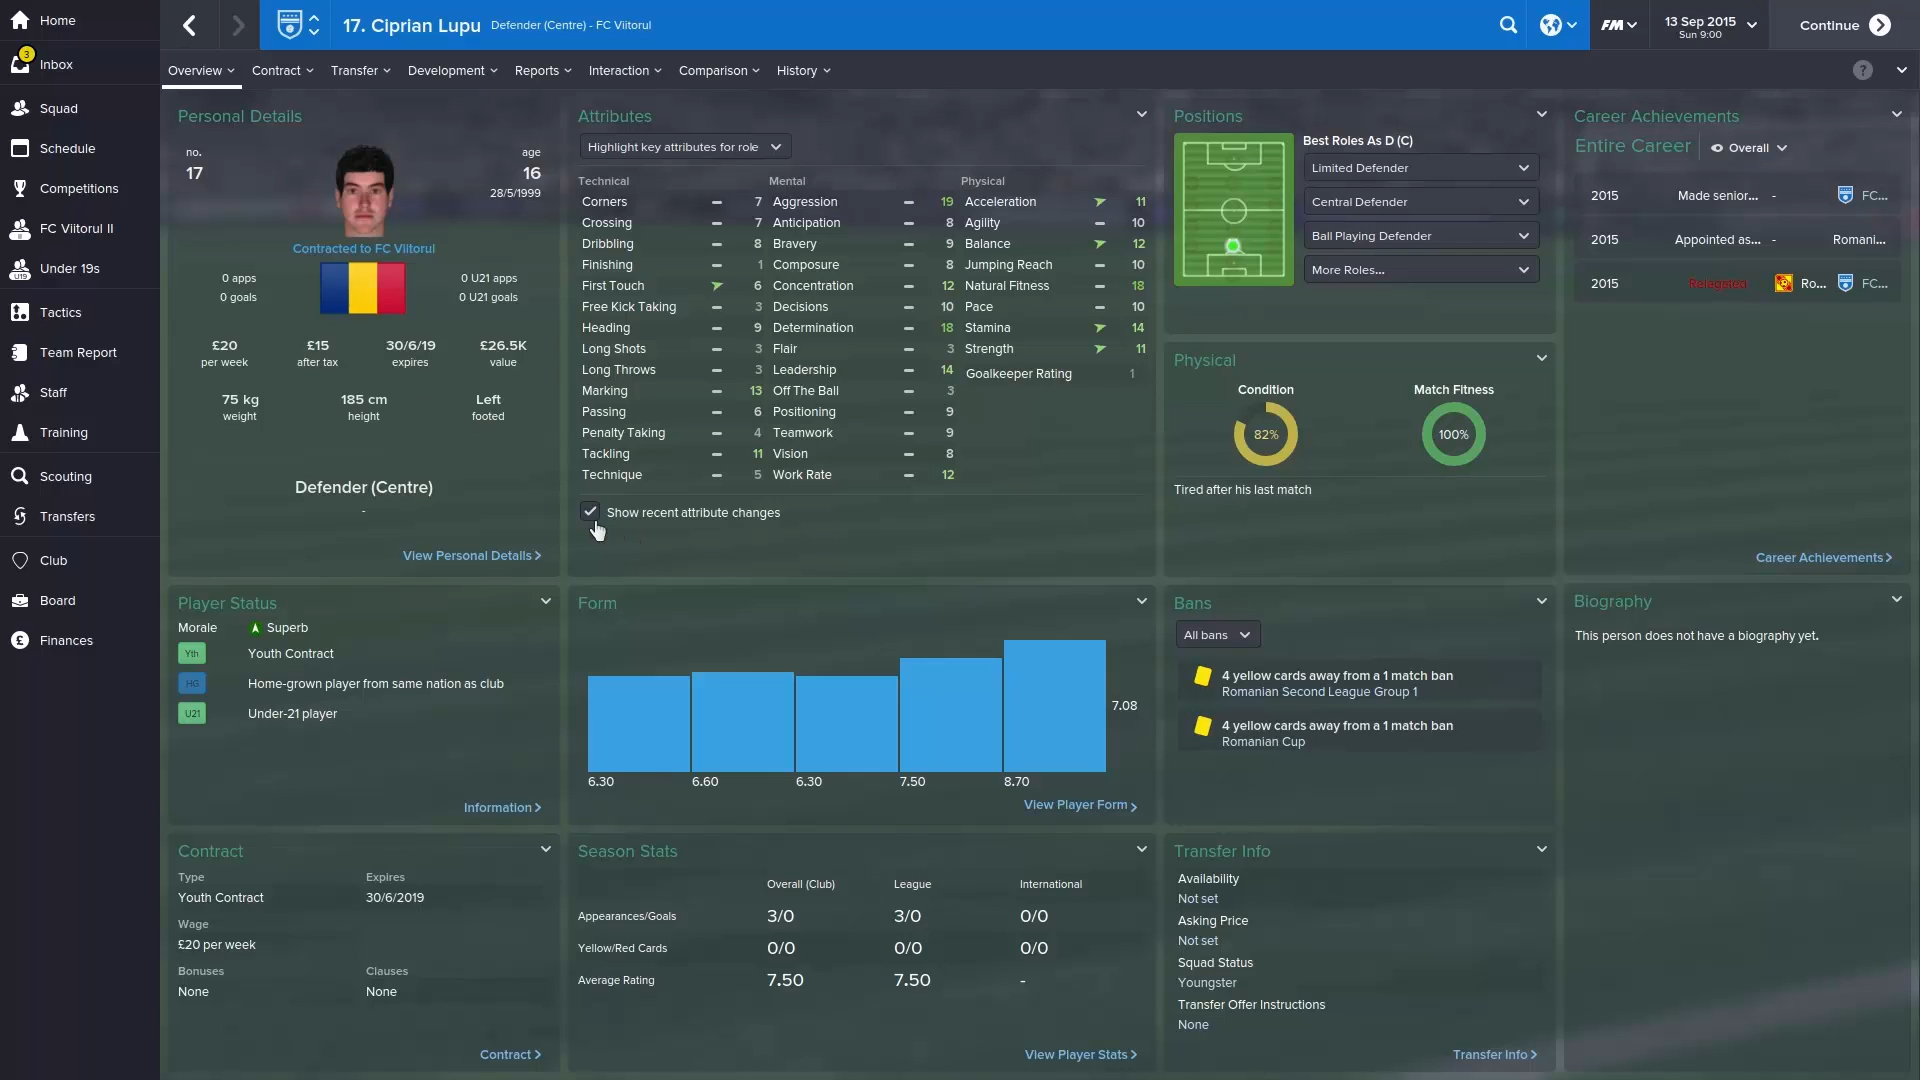 Home
3
Inbox
Squad
Schedule
Competitions
FC Viitorul II
U19
Under 19s
Tactics
Team Report
Staff
Training
Scouting
Transfers
Club
Board
£
Finances
17. Ciprian Lupu
Defender (Centre) - FC Viitorul
FM
13 Sep 2015
Sun 9:00
Continue
Overview
Contract
Transfer
Development
Reports
Interaction
Comparison
History
?
Personal Details
no.
17
age
16
28/5/1999
Contracted to FC Viitorul
0 apps
0 goals
0 U21 apps
0 U21 goals
£20
per week
£15
after tax
30/6/19
expires
£26.5K
value
75 kg
weight
185 cm
height
Left
footed
Defender (Centre)
-
View Personal Details >
Attributes
Highlight key attributes for role
Technical Mental Physical
Corners - 7 Aggression - 19 Acceleration 11
Crossing - 7 Anticipation - 8 Agility - 10
Dribbling - 8 Bravery - 9 Balance 12
Finishing - 1 Composure - 8 Jumping Reach - 10
First Touch 6 Concentration - 12 Natural Fitness - 18
Free Kick Taking - 3 Decisions - 10 Pace - 10
Heading - 9 Determination - 18 Stamina 14
Long Shots - 3 Flair - 3 Strength 11
Long Throws - 3 Leadership - 14 Goalkeeper Rating 1
Marking - 13 Off The Ball - 3
Passing - 6 Positioning - 9
Penalty Taking - 4 Teamwork - 9
Tackling - 11 Vision - 8
Technique - 5 Work Rate - 12
Show recent attribute changes
Positions
Best Roles As D (C)
Limited Defender
Central Defender
Ball Playing Defender
More Roles...
Physical
Condition
82%
Match Fitness
100%
Tired after his last match
Career Achievements
Entire Career
Overall
2015 Made senior... - FC...
2015 Appointed as... - Romani...
2015 Relegated Ro... FC...
Career Achievements >
Player Status
Morale Superb
Yth Youth Contract
HG Home-grown player from same nation as club
U21 Under-21 player
Information >
Form
7.08
6.30 6.60 6.30 7.50 8.70
View Player Form >
Bans
All bans
4 yellow cards away from a 1 match ban
Romanian Second League Group 1
4 yellow cards away from a 1 match ban
Romanian Cup
Biography
This person does not have a biography yet.
Contract
Type
Youth Contract
Expires
30/6/2019
Wage
£20 per week
Bonuses
None
Clauses
None
Contract >
Season Stats
Overall (Club) League International
Appearances/Goals 3/0 3/0 0/0
Yellow/Red Cards 0/0 0/0 0/0
Average Rating 7.50 7.50 -
View Player Stats >
Transfer Info
Availability
Not set
Asking Price
Not set
Squad Status
Youngster
Transfer Offer Instructions
None
Transfer Info >